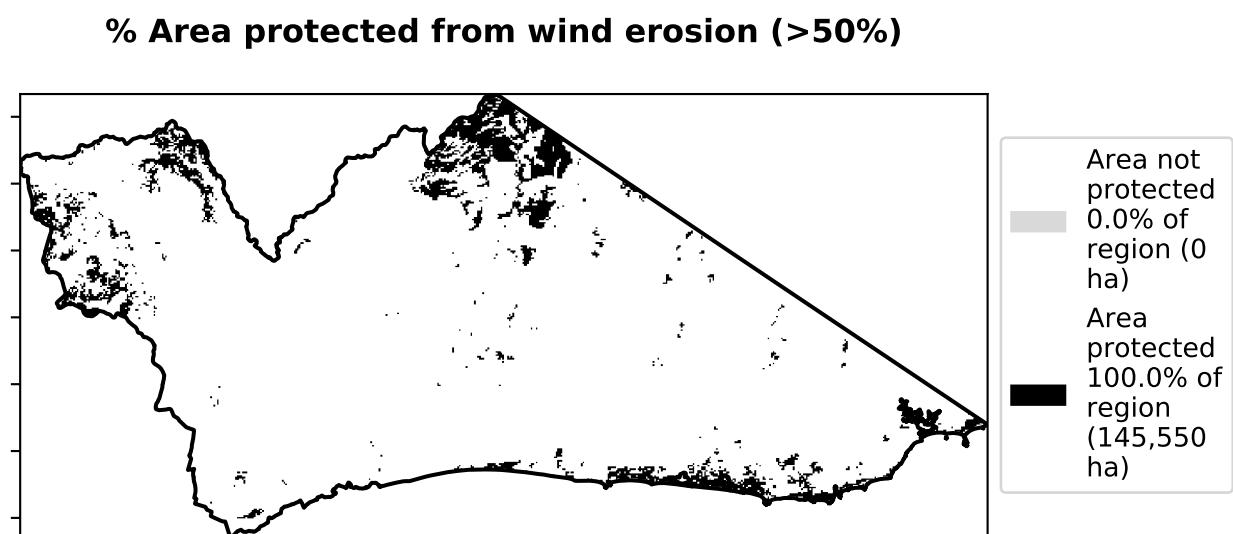 % Area protected from wind erosion (>50%)
Area not
protected
0.0% of
region (0
ha)
Area
protected
100.0% of
region
(145,550
ha)